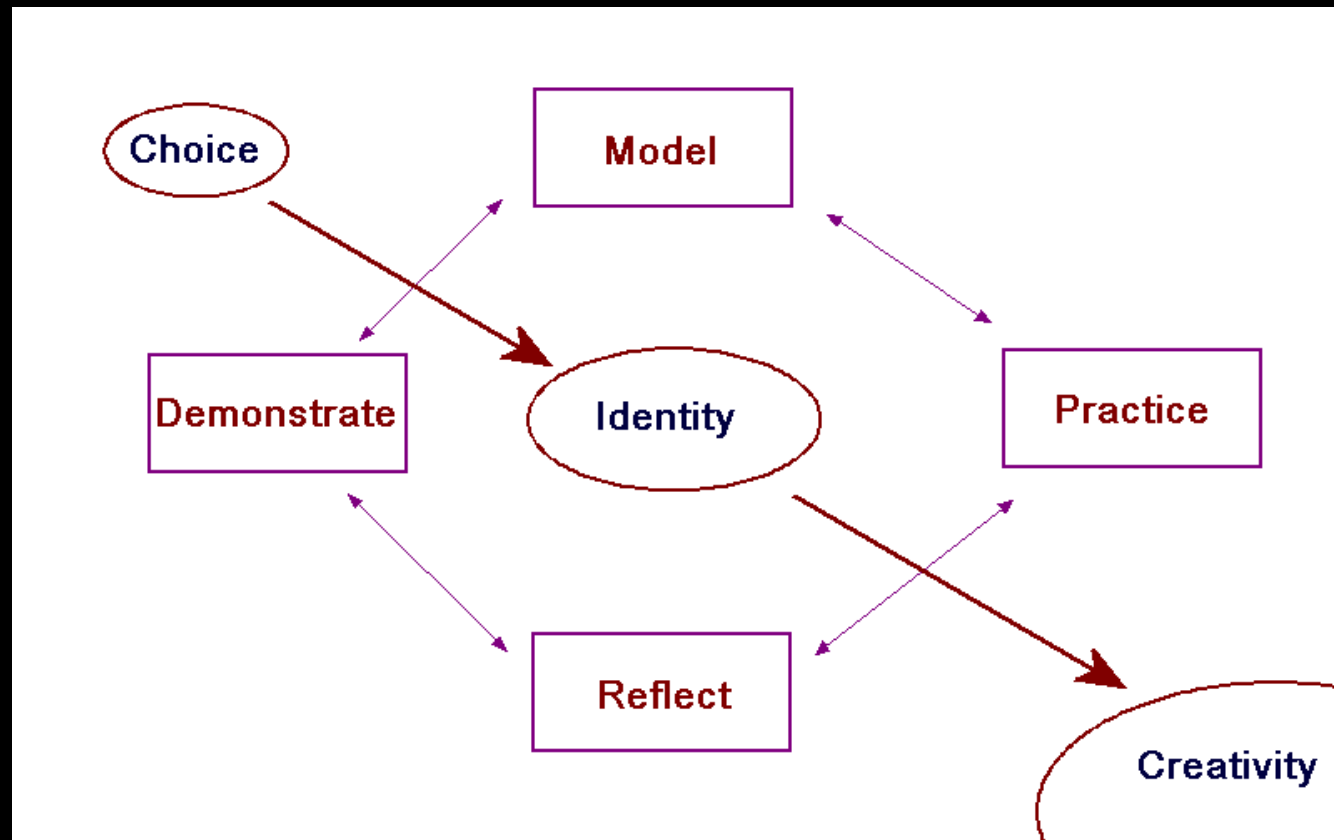 Choice
Model
Demonstrate
Identity
Practice
Reflect
Creativity